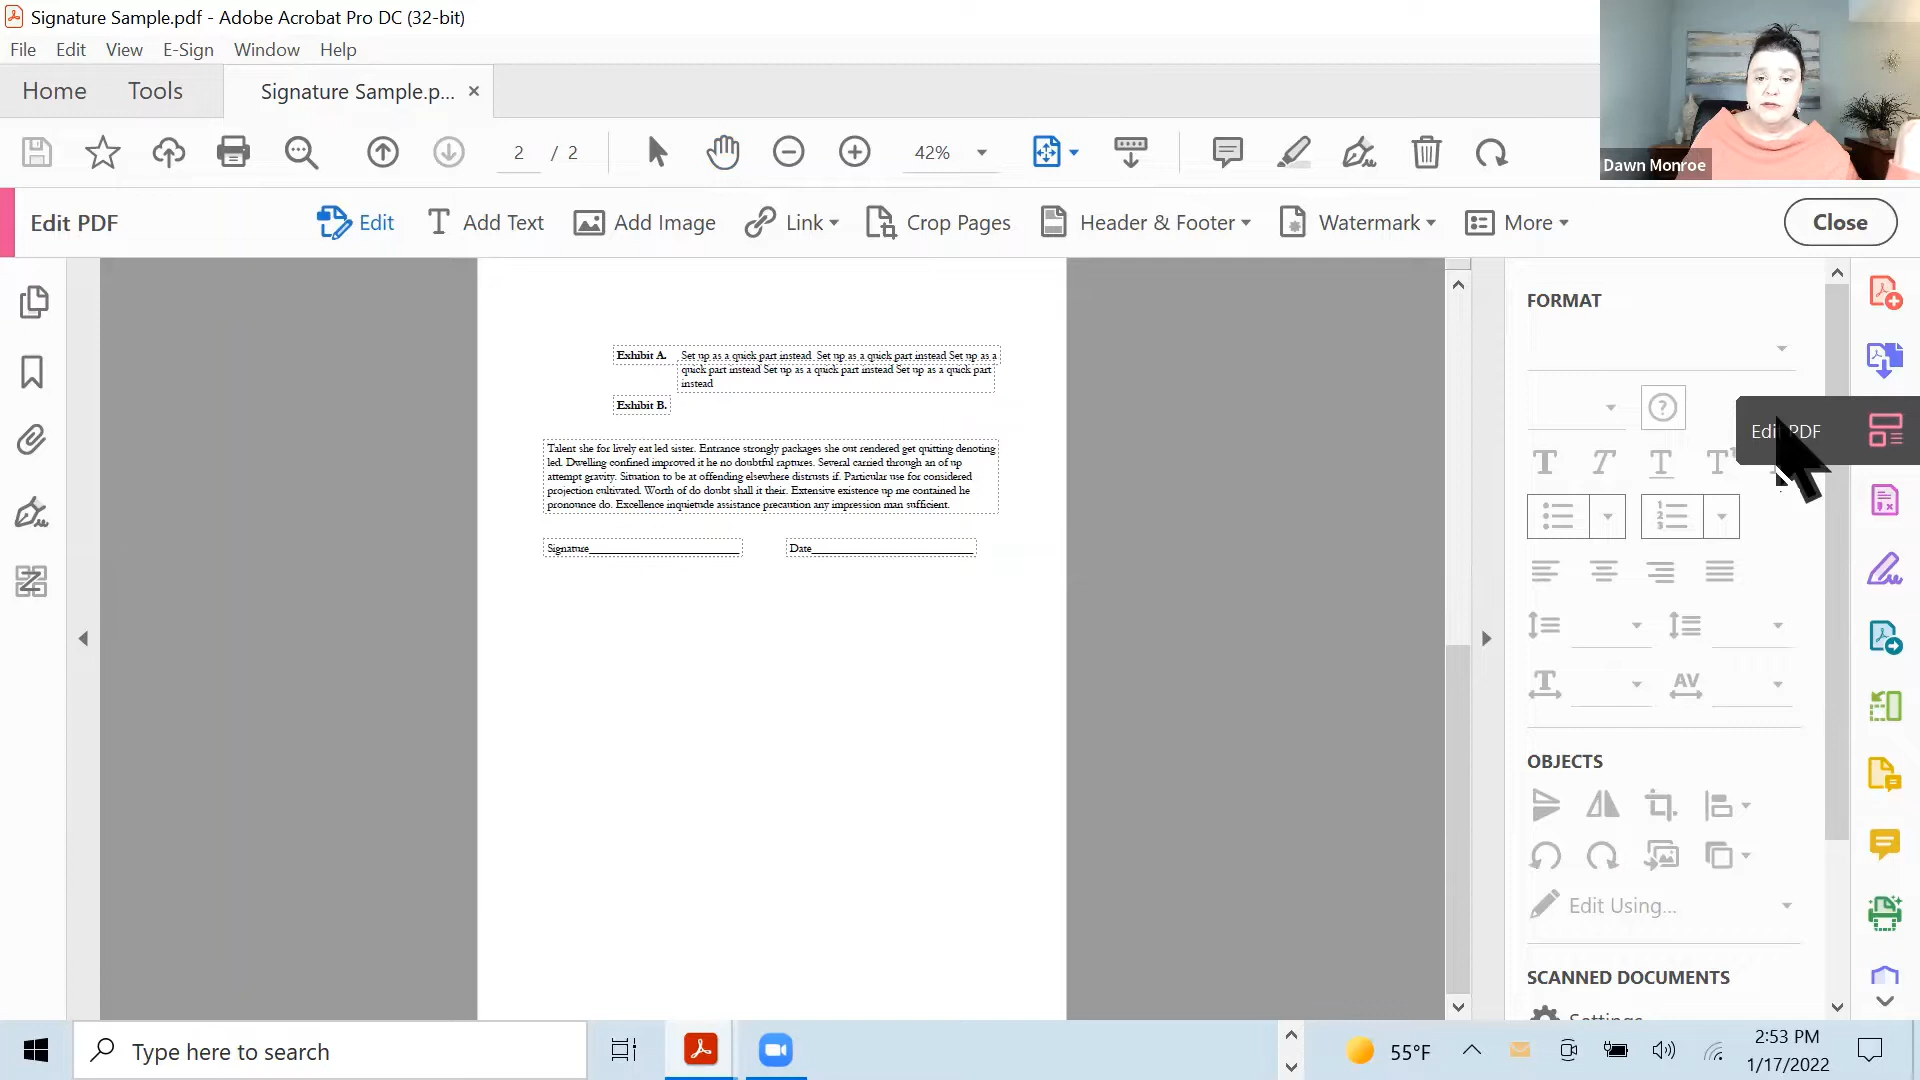 Signature Sample.pdf - Adobe Acrobat Pro DC (32-bit)
File Edit View E-Sign Window Help
Home Tools Signature Sample.p... ×
2 / 2 42%
Dawn Monroe
Edit PDF Edit Add Text Add Image Link Crop Pages Header & Footer Watermark More Close
FORMAT
Exhibit A. Set up as a quick part instead Set up as a quick part instead Set up as a
quick part instead Set up as a quick part instead Set up as a quick part
instead
Exhibit B.
Edit PDF
Talent she for lively eat led sister. Entrance strongly packages she out rendered get quitting denoting
led. Dwelling confined improved it he no doubtful raptures. Several carried through an of up
attempt gravity. Situation to be at offending elsewhere distrusts if. Particular use for considered
projection cultivated. Worth of do doubt shall it their. Extensive existence up me contained he
pronounce do. Excellence inquietude assistance precaution any impression man sufficient.
Signature__________________________ Date____________________________
OBJECTS
Edit Using...
SCANNED DOCUMENTS
Settings
Type here to search
55°F
2:53 PM
1/17/2022